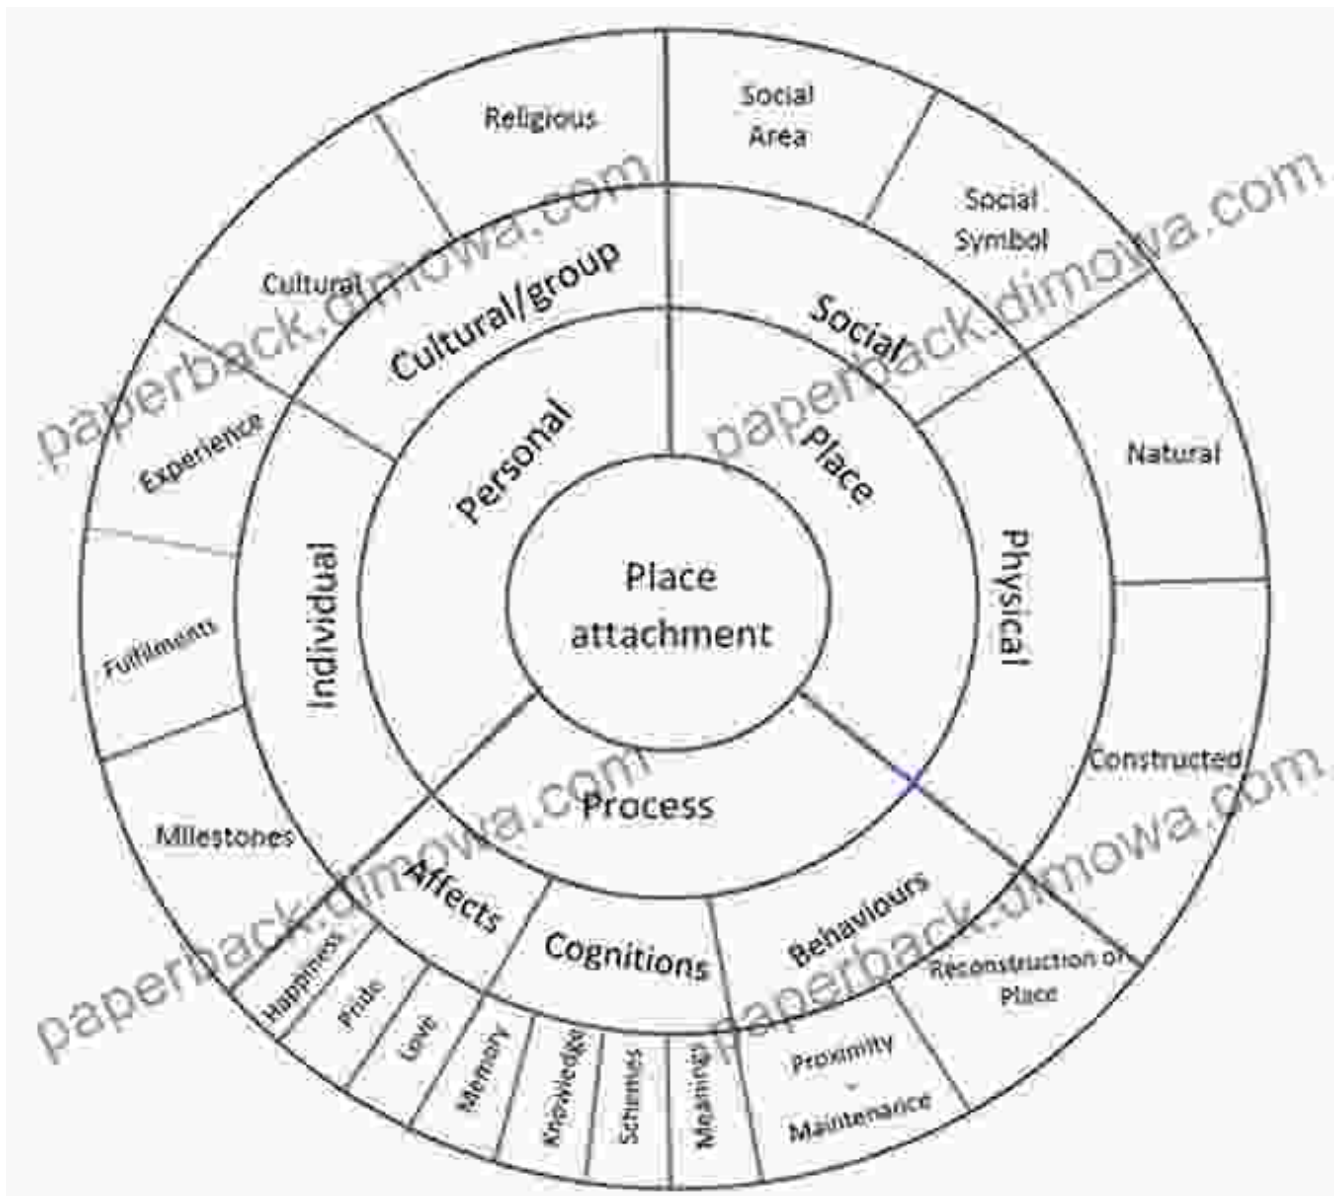 Place
attachment
Personal
Place
Process
Cultural/group
Social
Individual
Physical
Affects
Cognitions
Behaviours
Religious
Social
Area
Social
Symbol
Cultural
Natural
Experience
Fulfilments
Constructed
Milestones
Happiness
Pride
Love
Memory
Knowledge
Schemes
Meanings
Proximity
-
Maintenance
Reconstruction of
Place
paperback.dimowa.com
paperback.dimowa.com
paperback.dimowa.com
paperback.dimowa.com